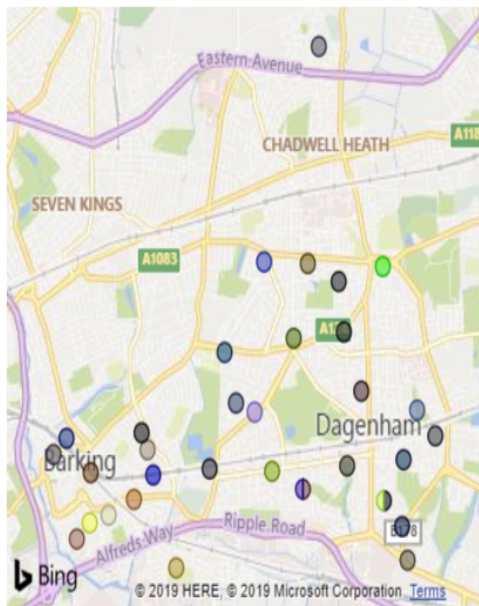 Eastern Avenue
A118
CHADWELL HEATH
SEVEN KINGS
A1083
Dagenham
Barking
Ripple Road
Alfreds Way
Bing
© 2019 HERE, © 2019 Microsoft Corporation Terms